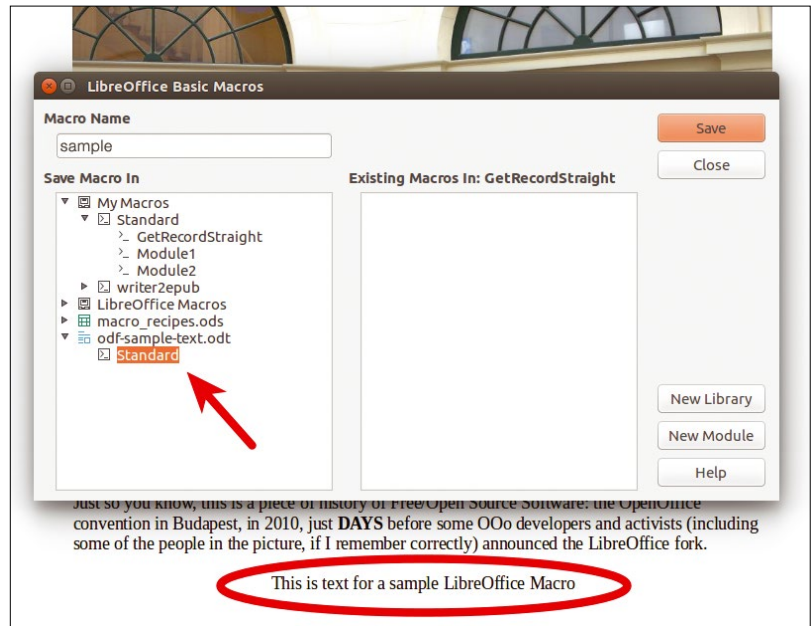 LibreOffice Basic Macros
Macro Name
Save
sample
Close
Save Macro In
Existing Macros In: GetRecordStraight
My Macros
Standard
GetRecordStraight
Module1
Module2
writer2epub
LibreOffice Macros
macro_recipes.ods
odf-sample-text.odt
Standard
New Library
New Module
Help
Just so you know, this is a piece of history of Free/Open Source Software: the OpenOffice
convention in Budapest, in 2010, just DAYS before some OOo developers and activists (including
some of the people in the picture, if I remember correctly) announced the LibreOffice fork.
This is text for a sample LibreOffice Macro